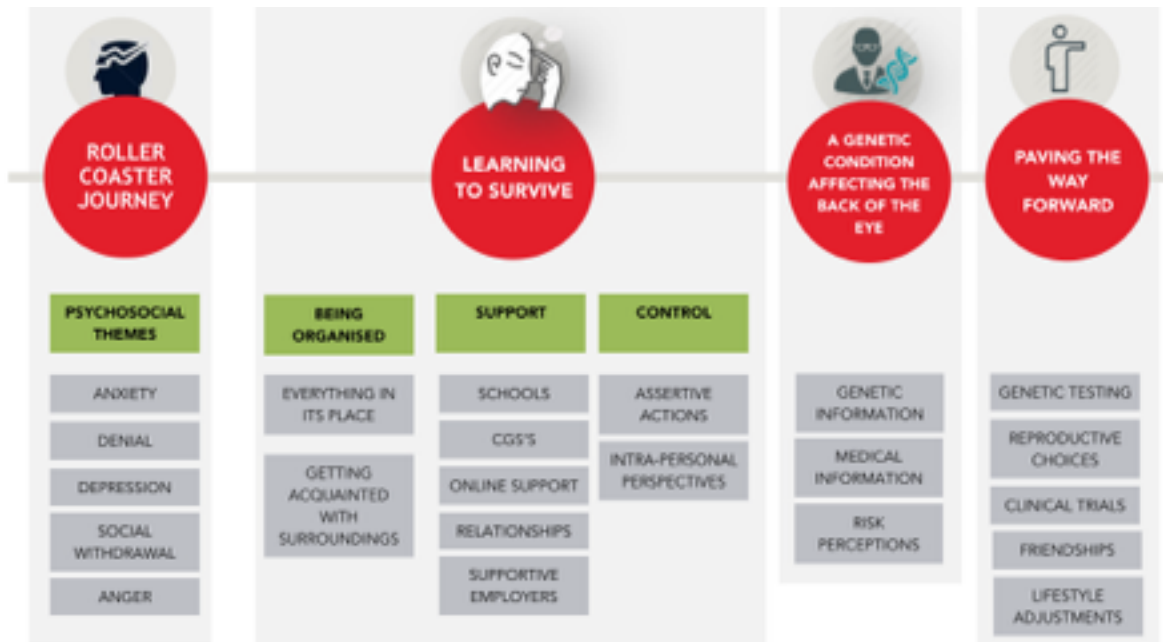 ROLLER
COASTER
JOURNEY
LEARNING
TO SURVIVE
A GENETIC
CONDITION
AFFECTING THE
BACK OF THE
EYE
PAVING THE
WAY
FORWARD
PSYCHOSOCIAL
THEMES
ANXIETY
DENIAL
DEPRESSION
SOCIAL
WITHDRAWAL
ANGER
BEING
ORGANISED
EVERYTHING IN
ITS PLACE
GETTING
ACQUAINTED
WITH
SURROUNDINGS
SUPPORT
SCHOOLS
CGS'S
ONLINE SUPPORT
RELATIONSHIPS
SUPPORTIVE
EMPLOYERS
CONTROL
ASSERTIVE
ACTIONS
INTRA-PERSONAL
PERSPECTIVES
GENETIC
INFORMATION
MEDICAL
INFORMATION
RISK
PERCEPTIONS
GENETIC TESTING
REPRODUCTIVE
CHOICES
CLINICAL TRIALS
FRIENDSHIPS
LIFESTYLE
ADJUSTMENTS